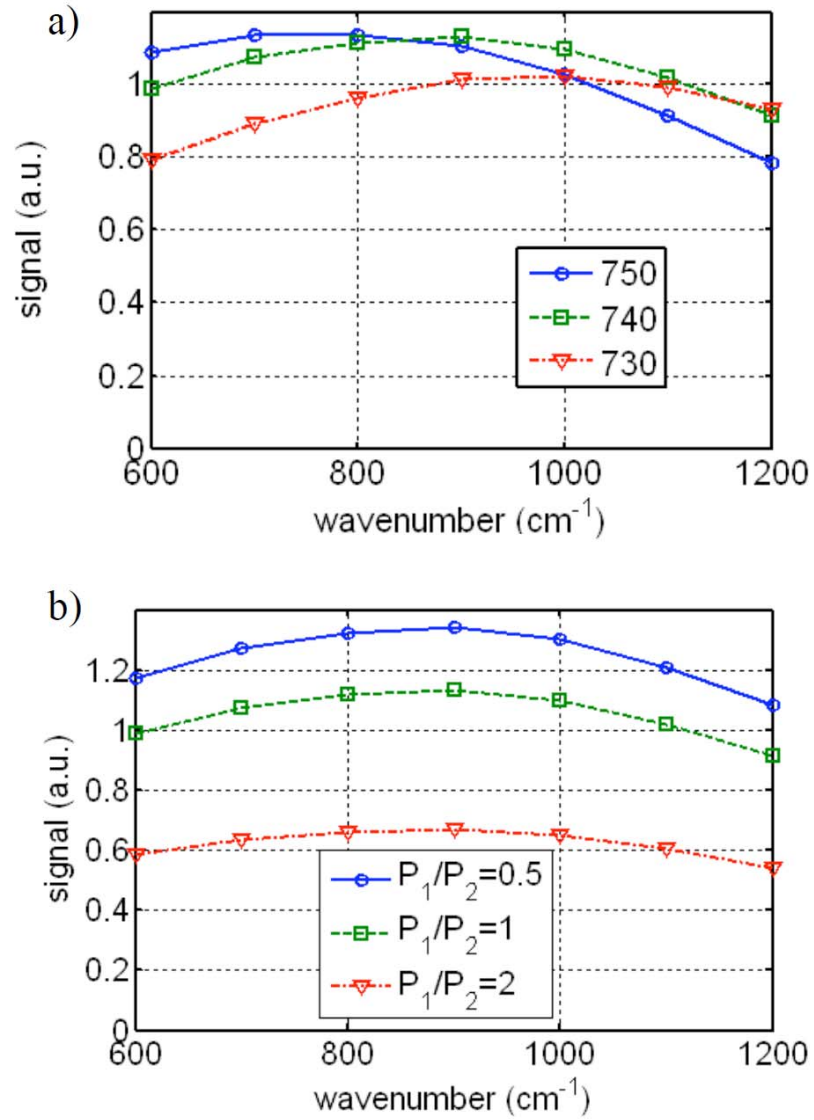 a)
1
0.8
0.6
0.4
0.2
0
signal (a.u.)
750
740
730
600 800 1000 1200
wavenumber (cm⁻¹)
b)
1.2
1
0.8
0.6
0.4
0.2
0
signal (a.u.)
P₁/P₂=0.5
P₁/P₂=1
P₁/P₂=2
600 800 1000 1200
wavenumber (cm⁻¹)